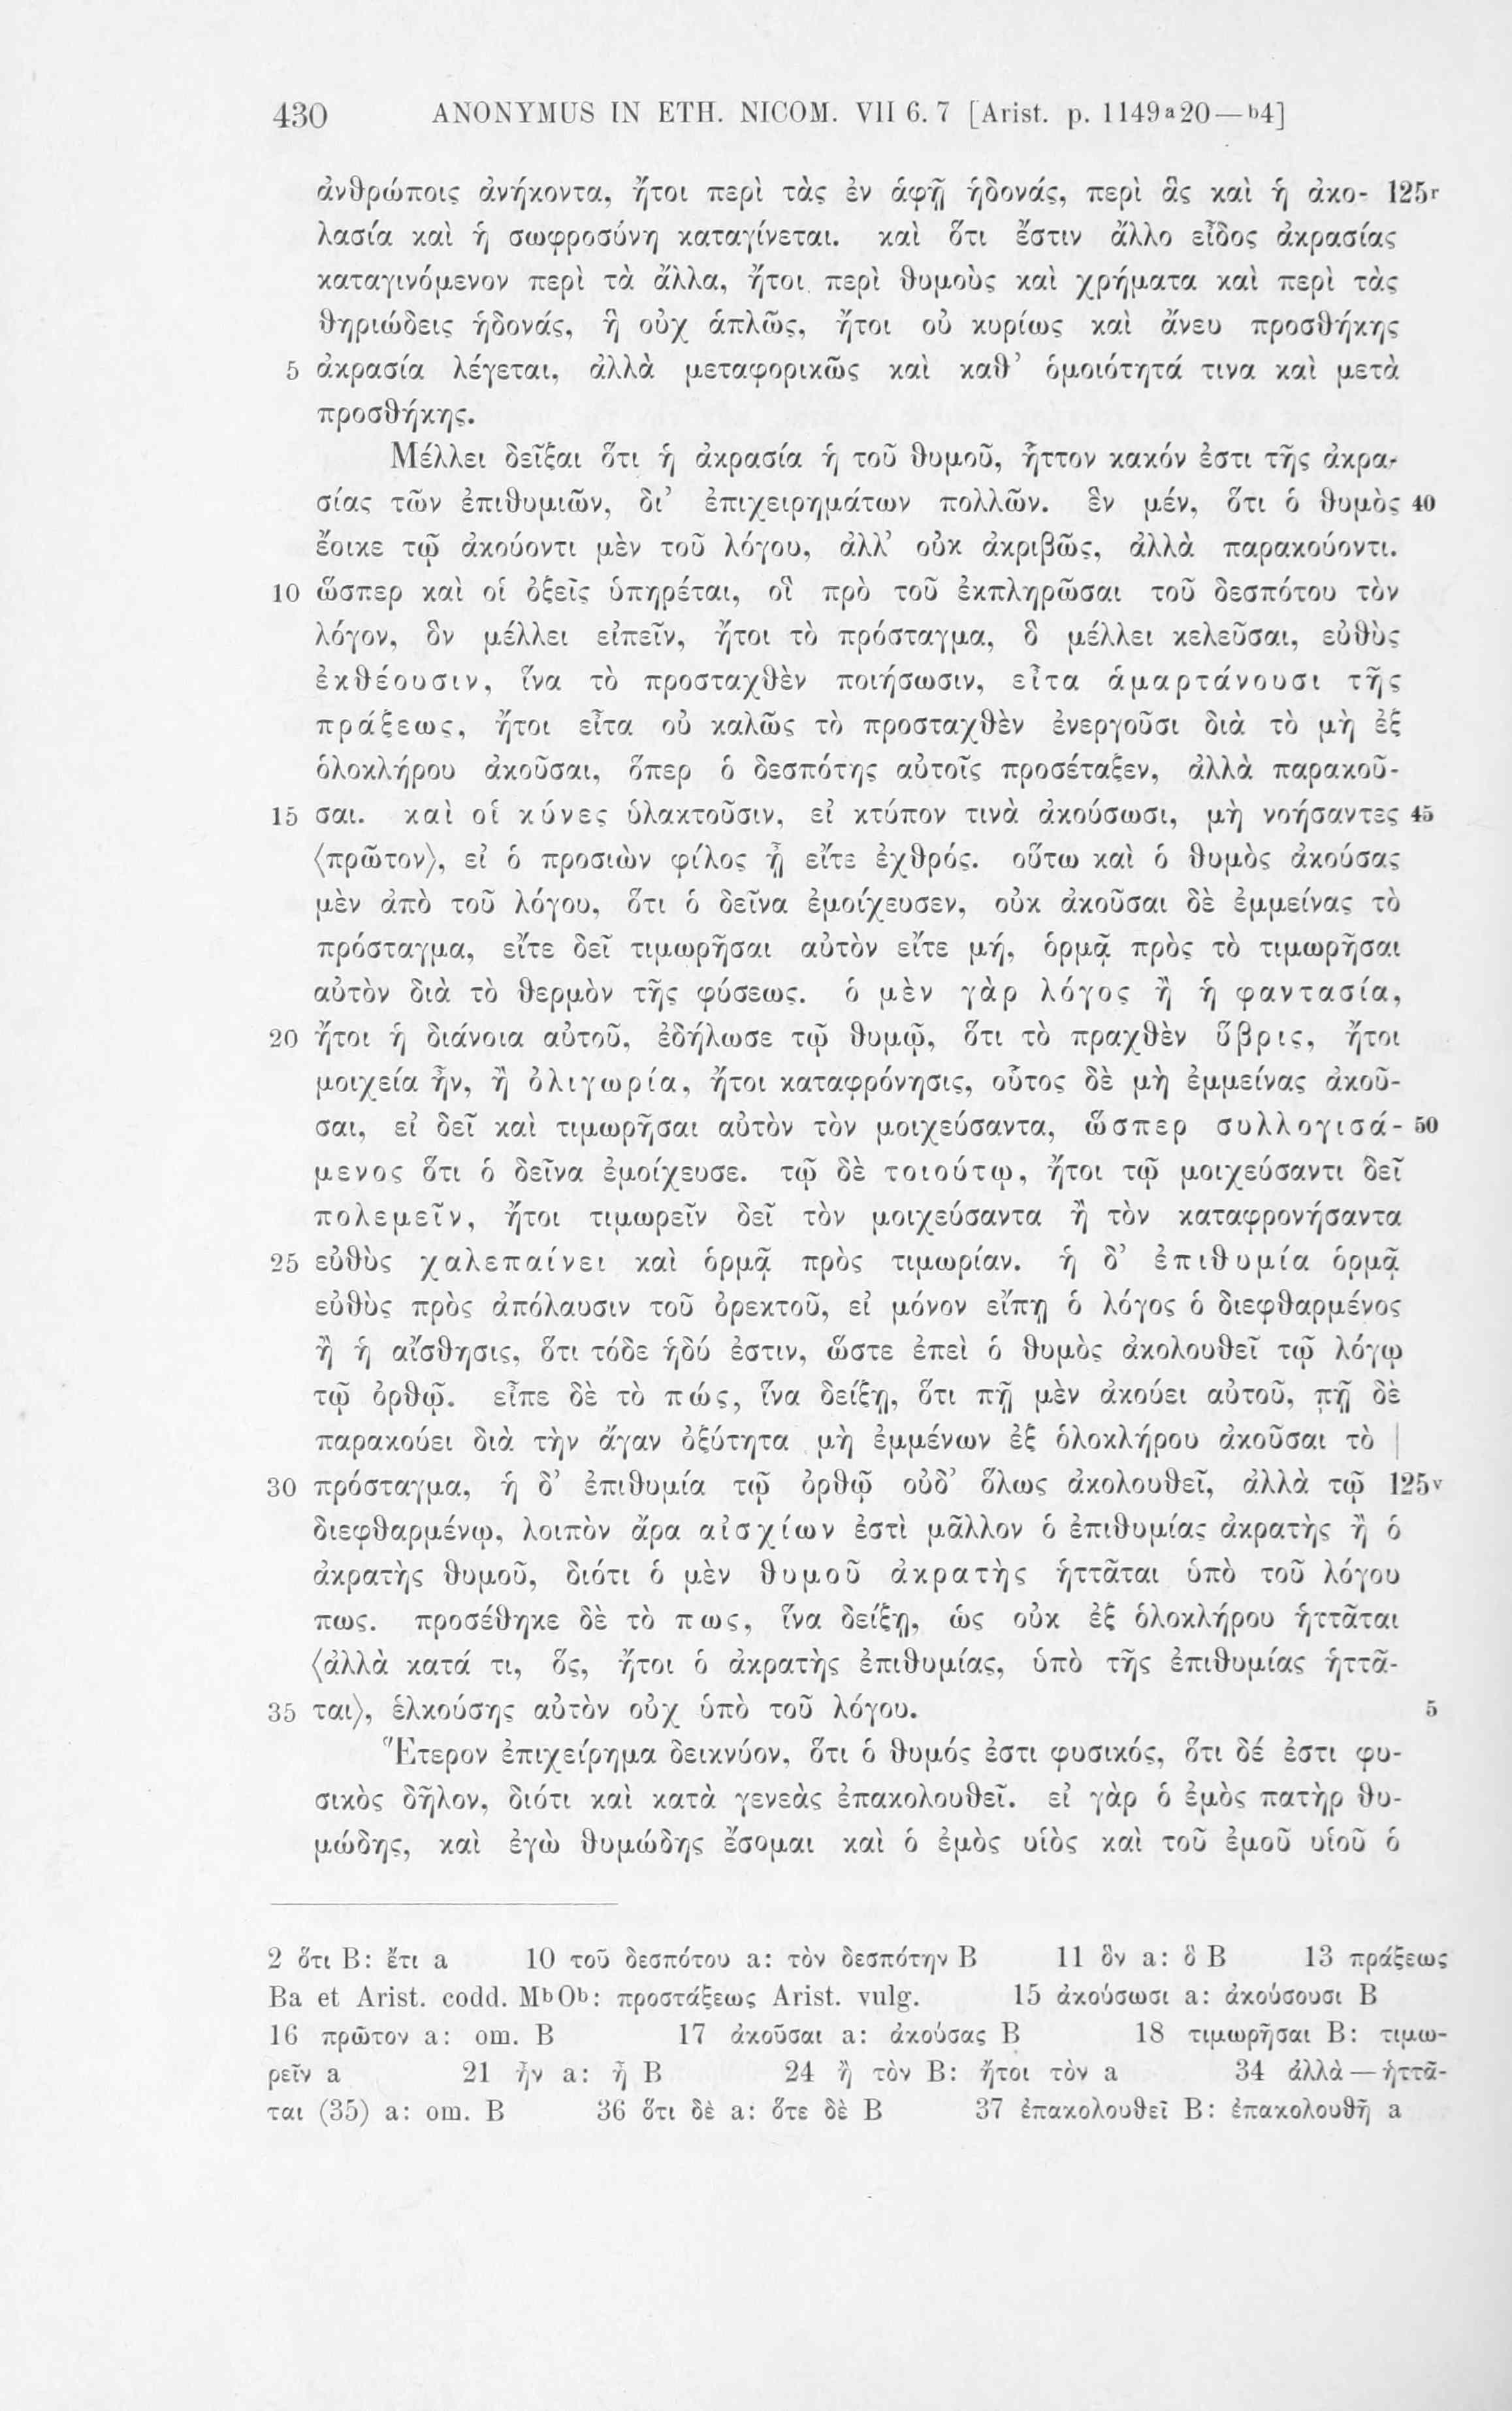 430 ANONYMUS IN ETH. NICOM. VII 6. 7 [Arist. p. 1149a20—b4]
ἀνθρώποις ἀνήκοντα, ἤτοι περὶ τὰς ἐν ἁφῇ ἡδονάς, περὶ ἃς καὶ ἡ ἀκο- 125r
λασία καὶ ἡ σωφροσύνη καταγίνεται. καὶ ὅτι ἔστιν ἄλλο εἶδος ἀκρασίας
καταγινόμενον περὶ τὰ ἄλλα, ἤτοι περὶ θυμοὺς καὶ χρήματα καὶ περὶ τὰς
θηριώδεις ἡδονάς, ἣ οὐχ ἁπλῶς, ἤτοι οὐ κυρίως καὶ ἄνευ προσθήκης
5 ἀκρασία λέγεται, ἀλλὰ μεταφορικῶς καὶ καθ’ ὁμοιότητά τινα καὶ μετὰ
προσθήκης.
Μέλλει δεῖξαι ὅτι ἡ ἀκρασία ἡ τοῦ θυμοῦ, ἧττον κακόν ἐστι τῆς ἀκρα-
σίας τῶν ἐπιθυμιῶν, δι’ ἐπιχειρημάτων πολλῶν. ἓν μέν, ὅτι ὁ θυμὸς 40
ἔοικε τῷ ἀκούοντι μὲν τοῦ λόγου, ἀλλ’ οὐκ ἀκριβῶς, ἀλλὰ παρακούοντι.
10 ὥσπερ καὶ οἱ ὀξεῖς ὑπηρέται, οἳ πρὸ τοῦ ἐκπληρῶσαι τοῦ δεσπότου τὸν
λόγον, ὃν μέλλει εἰπεῖν, ἤτοι τὸ πρόσταγμα, ὃ μέλλει κελεῦσαι, εὐθὺς
ἐκθέουσιν, ἵνα τὸ προσταχθὲν ποιήσωσιν, εἶτα ἁμαρτάνουσι τῆς
πράξεως, ἤτοι εἶτα οὐ καλῶς τὸ προσταχθὲν ἐνεργοῦσι διὰ τὸ μὴ ἐξ
ὁλοκλήρου ἀκοῦσαι, ὅπερ ὁ δεσπότης αὐτοῖς προσέταξεν, ἀλλὰ παρακοῦ-
15 σαι. καὶ οἱ κύνες ὑλακτοῦσιν, εἰ κτύπον τινὰ ἀκούσωσι, μὴ νοήσαντες 45
⟨πρῶτον⟩, εἰ ὁ προσιὼν φίλος ᾖ εἴτε ἐχθρός. οὕτω καὶ ὁ θυμὸς ἀκούσας
μὲν ἀπὸ τοῦ λόγου, ὅτι ὁ δεῖνα ἐμοίχευσεν, οὐκ ἀκοῦσαι δὲ ἐμμείνας τὸ
πρόσταγμα, εἴτε δεῖ τιμωρῆσαι αὐτὸν εἴτε μή, ὁρμᾷ πρὸς τὸ τιμωρῆσαι
αὐτὸν διὰ τὸ θερμὸν τῆς φύσεως. ὁ μὲν γὰρ λόγος ἢ ἡ φαντασία,
20 ἤτοι ἡ διάνοια αὐτοῦ, ἐδήλωσε τῷ θυμῷ, ὅτι τὸ πραχθὲν ὕβρις, ἤτοι
μοιχεία ἦν, ἢ ὀλιγωρία, ἤτοι καταφρόνησις, οὗτος δὲ μὴ ἐμμείνας ἀκοῦ-
σαι, εἰ δεῖ καὶ τιμωρῆσαι αὐτὸν τὸν μοιχεύσαντα, ὥσπερ συλλογισά- 50
μενος ὅτι ὁ δεῖνα ἐμοίχευσε. τῷ δὲ τοιούτῳ, ἤτοι τῷ μοιχεύσαντι δεῖ
πολεμεῖν, ἤτοι τιμωρεῖν δεῖ τὸν μοιχεύσαντα ἢ τὸν καταφρονήσαντα
25 εὐθὺς χαλεπαίνει καὶ ὁρμᾷ πρὸς τιμωρίαν. ἡ δ’ ἐπιθυμία ὁρμᾷ
εὐθὺς πρὸς ἀπόλαυσιν τοῦ ὀρεκτοῦ, εἰ μόνον εἴπῃ ὁ λόγος ὁ διεφθαρμένος
ἢ ἡ αἴσθησις, ὅτι τόδε ἡδύ ἐστιν, ὥστε ἐπεὶ ὁ θυμὸς ἀκολουθεῖ τῷ λόγῳ
τῷ ὀρθῷ. εἶπε δὲ τὸ πώς, ἵνα δείξῃ, ὅτι πῇ μὲν ἀκούει αὐτοῦ, πῇ δὲ
παρακούει διὰ τὴν ἄγαν ὀξύτητα μὴ ἐμμένων ἐξ ὁλοκλήρου ἀκοῦσαι τὸ |
30 πρόσταγμα, ἡ δ’ ἐπιθυμία τῷ ὀρθῷ οὐδ’ ὅλως ἀκολουθεῖ, ἀλλὰ τῷ 125v
διεφθαρμένῳ, λοιπὸν ἄρα αἰσχίων ἐστὶ μᾶλλον ὁ ἐπιθυμίας ἀκρατὴς ἢ ὁ
ἀκρατὴς θυμοῦ, διότι ὁ μὲν θυμοῦ ἀκρατὴς ἡττᾶται ὑπὸ τοῦ λόγου
πως. προσέθηκε δὲ τὸ πως, ἵνα δείξῃ, ὡς οὐκ ἐξ ὁλοκλήρου ἡττᾶται
⟨ἀλλὰ κατά τι, ὅς, ἤτοι ὁ ἀκρατὴς ἐπιθυμίας, ὑπὸ τῆς ἐπιθυμίας ἡττᾶ-
35 ται⟩, ἑλκούσης αὐτὸν οὐχ ὑπὸ τοῦ λόγου. 5
Ἕτερον ἐπιχείρημα δεικνύον, ὅτι ὁ θυμός ἐστι φυσικός, ὅτι δέ ἐστι φυ-
σικὸς δῆλον, διότι καὶ κατὰ γενεὰς ἐπακολουθεῖ. εἰ γὰρ ὁ ἐμὸς πατὴρ θυ-
μώδης, καὶ ἐγὼ θυμώδης ἔσομαι καὶ ὁ ἐμὸς υἱὸς καὶ τοῦ ἐμοῦ υἱοῦ ὁ
2 ὅτι B: ἔτι a 10 τοῦ δεσπότου a: τὸν δεσπότην B 11 ὃν a: ὃ B 13 πράξεως
Ba et Arist. codd. MbOb: προστάξεως Arist. vulg. 15 ἀκούσωσι a: ἀκούσουσι B
16 πρῶτον a: om. B 17 ἀκοῦσαι a: ἀκούσας B 18 τιμωρῆσαι B: τιμω-
ρεῖν a 21 ἦν a: ᾖ B 24 ἢ τὸν B: ἤτοι τὸν a 34 ἀλλὰ — ἡττᾶ-
ται (35) a: om. B 36 ὅτι δὲ a: ὅτε δὲ B 37 ἐπακολουθεῖ B: ἐπακολουθῇ a